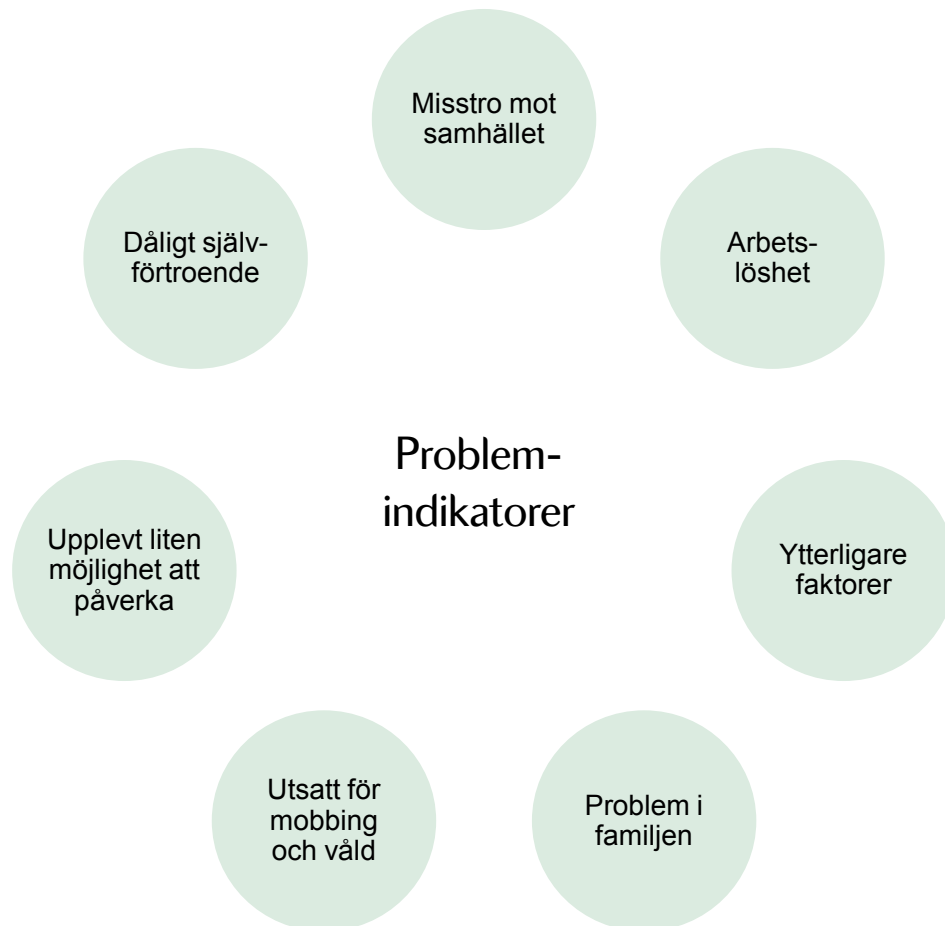 Misstro mot
samhället
Dåligt själv-
förtroende
Arbets-
löshet
Problem-
indikatorer
Upplevt liten
möjlighet att
påverka
Ytterligare
faktorer
Utsatt för
mobbing
och våld
Problem i
familjen